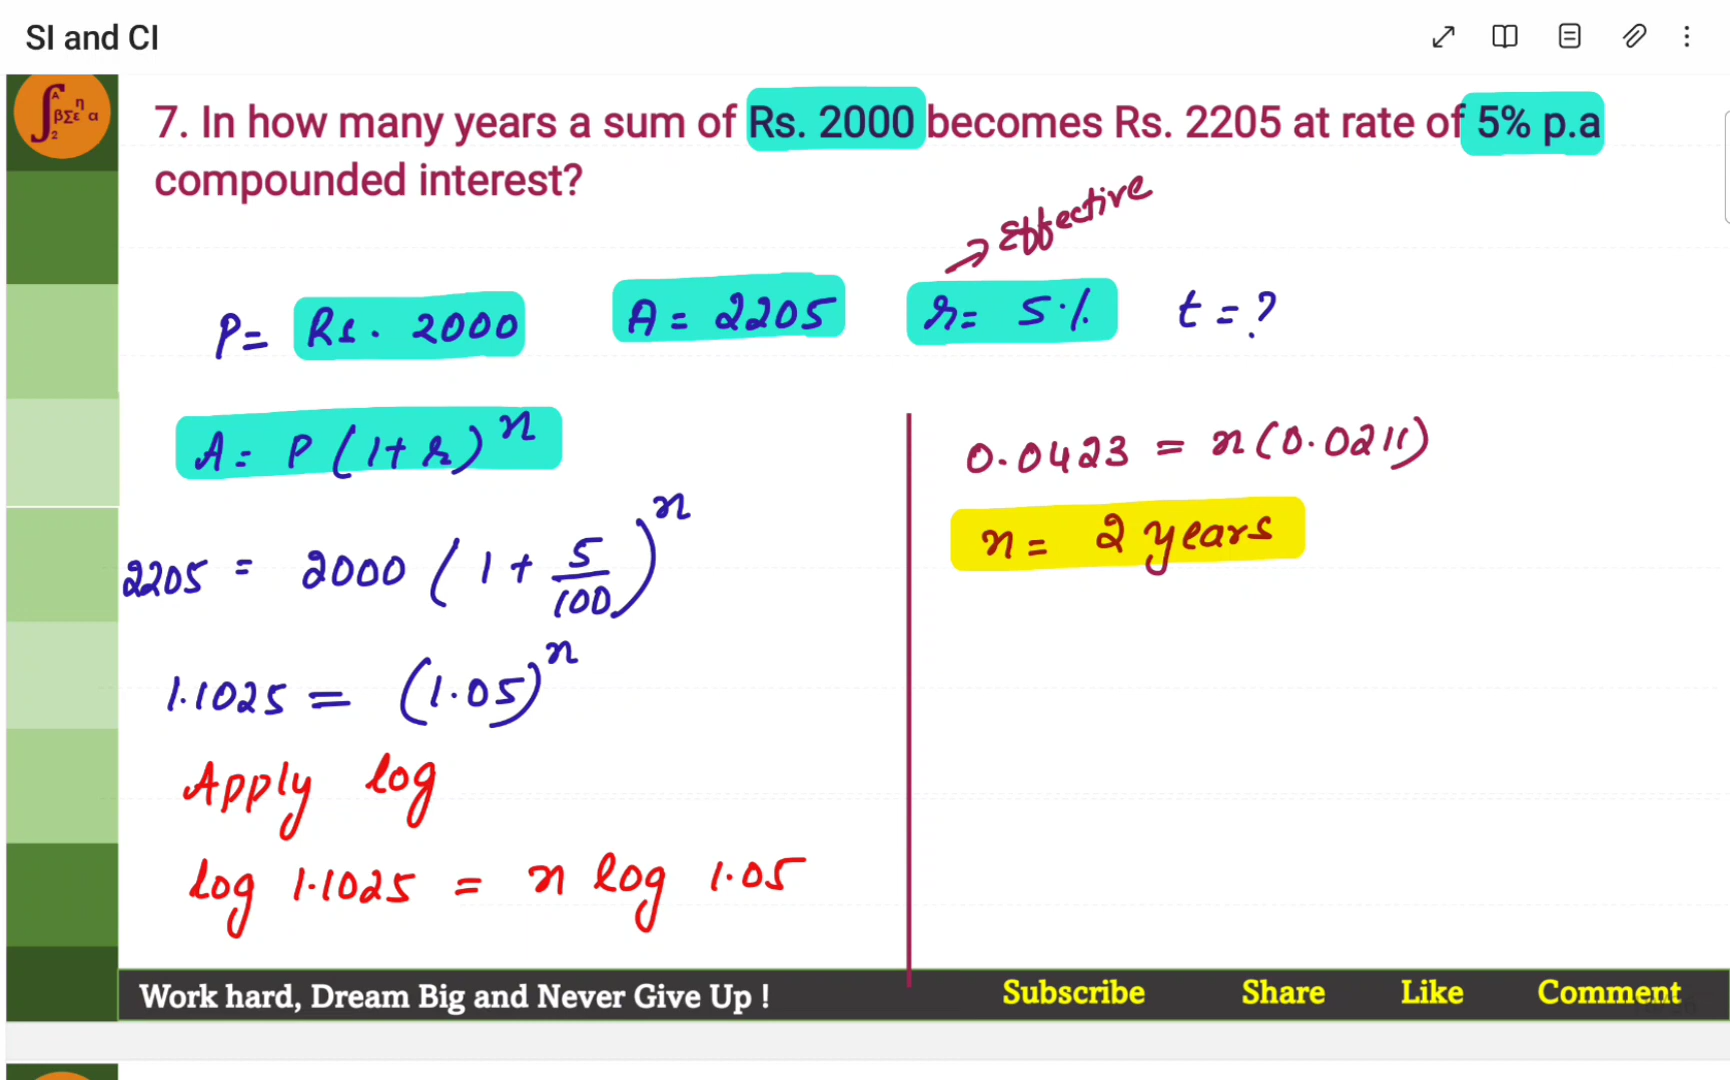 SI and CI
7. In how many years a sum of Rs. 2000 becomes Rs. 2205 at rate of 5% p.a
compounded interest?
→ Effective
P= Rs. 2000 A= 2205 r= 5% t=?
A= P(1+r)^n
2205 = 2000 (1+ 5/100)^n
1.1025 = (1.05)^n
Apply log
log 1.1025 = n log 1.05
0.0423 = n(0.0211)
n= 2 years
Work hard, Dream Big and Never Give Up ! Subscribe Share Like Comment